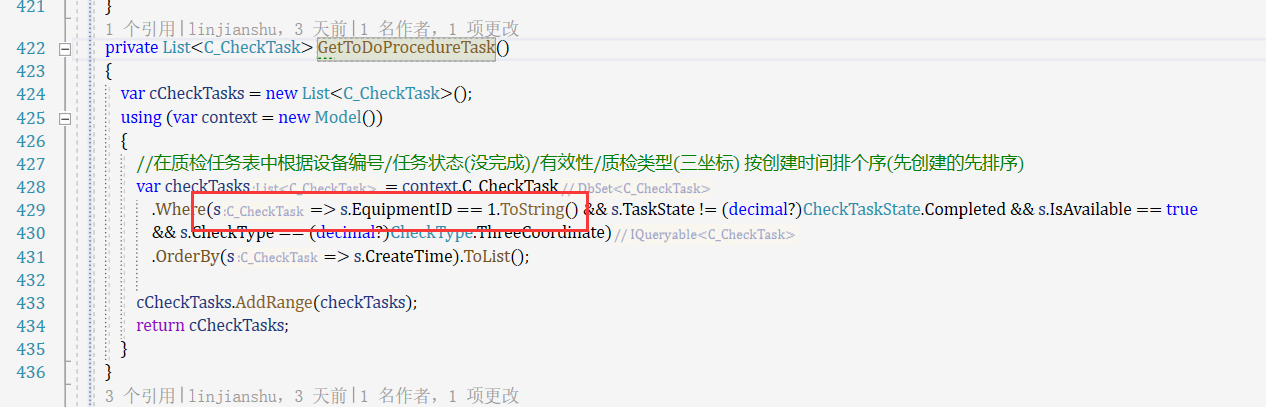 421 }
1 个引用|linjianshu，3 天前|1 名作者，1 项更改
422 private List<C_CheckTask> GetToDoProcedureTask()
423 {
424 var cCheckTasks = new List<C_CheckTask>();
425 using (var context = new Model())
426 {
427 //在质检任务表中根据设备编号/任务状态(没完成)/有效性/质检类型(三坐标) 按创建时间排个序(先创建的先排序)
428 var checkTasks:List<C_CheckTask> = context.C_CheckTask // DbSet<C_CheckTask>
429 .Where(s:C_CheckTask => s.EquipmentID == 1.ToString() && s.TaskState != (decimal?)CheckTaskState.Completed && s.IsAvailable == true
430 && s.CheckType == (decimal?)CheckType.ThreeCoordinate) // IQueryable<C_CheckTask>
431 .OrderBy(s:C_CheckTask => s.CreateTime).ToList();
432
433 cCheckTasks.AddRange(checkTasks);
434 return cCheckTasks;
435 }
436 }
3 个引用|linjianshu，3 天前|1 名作者，1 项更改